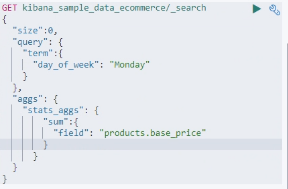 GET kibana_sample_data_ecommerce/_search
{
  "size":0,
  "query": {
    "term":{
      "day_of_week": "Monday"
    }
  },
  "aggs": {
    "stats_aggs": {
      "sum":{
        "field": "products.base_price"
      }
    }
  }
}